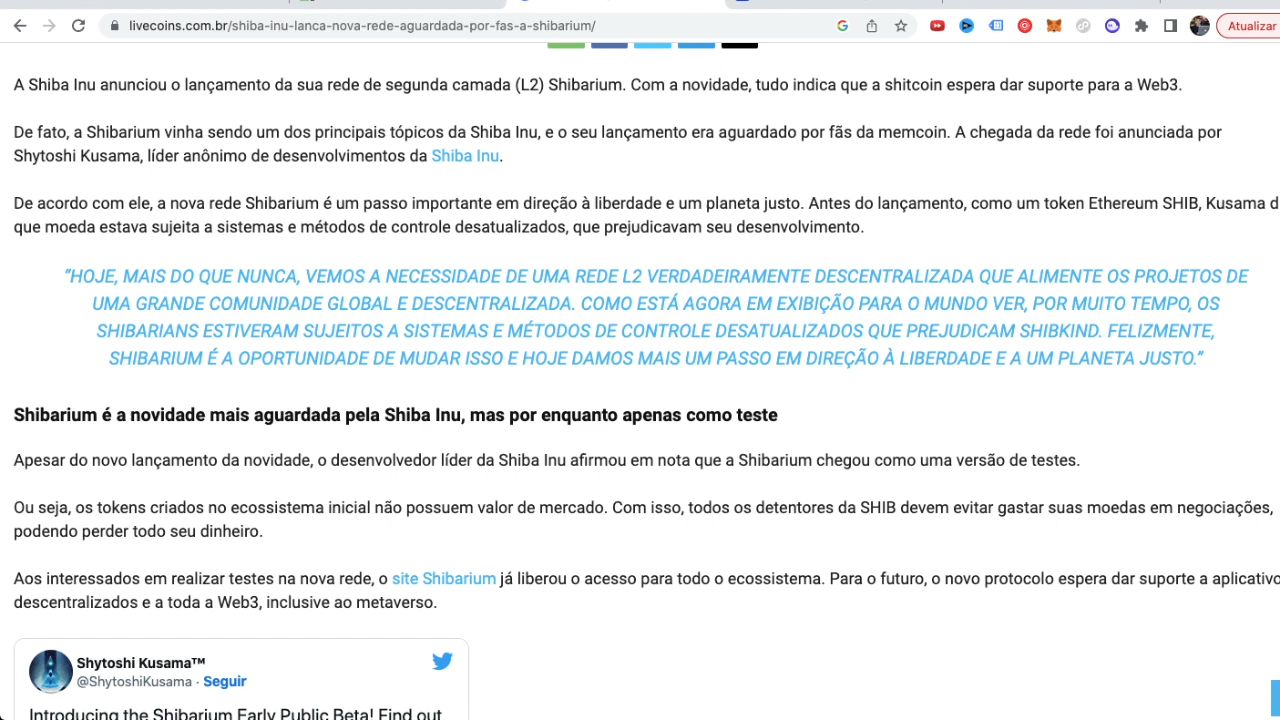 livecoins.com.br/shiba-inu-lanca-nova-rede-aguardada-por-fas-a-shibarium/
Atualizar
A Shiba Inu anunciou o lançamento da sua rede de segunda camada (L2) Shibarium. Com a novidade, tudo indica que a shitcoin espera dar suporte para a Web3.
De fato, a Shibarium vinha sendo um dos principais tópicos da Shiba Inu, e o seu lançamento era aguardado por fãs da memcoin. A chegada da rede foi anunciada por
Shytoshi Kusama, líder anônimo de desenvolvimentos da Shiba Inu.
De acordo com ele, a nova rede Shibarium é um passo importante em direção à liberdade e um planeta justo. Antes do lançamento, como um token Ethereum SHIB, Kusama d
que moeda estava sujeita a sistemas e métodos de controle desatualizados, que prejudicavam seu desenvolvimento.
“HOJE, MAIS DO QUE NUNCA, VEMOS A NECESSIDADE DE UMA REDE L2 VERDADEIRAMENTE DESCENTRALIZADA QUE ALIMENTE OS PROJETOS DE
UMA GRANDE COMUNIDADE GLOBAL E DESCENTRALIZADA. COMO ESTÁ AGORA EM EXIBIÇÃO PARA O MUNDO VER, POR MUITO TEMPO, OS
SHIBARIANS ESTIVERAM SUJEITOS A SISTEMAS E MÉTODOS DE CONTROLE DESATUALIZADOS QUE PREJUDICAM SHIBKIND. FELIZMENTE,
SHIBARIUM É A OPORTUNIDADE DE MUDAR ISSO E HOJE DAMOS MAIS UM PASSO EM DIREÇÃO À LIBERDADE E A UM PLANETA JUSTO.”
Shibarium é a novidade mais aguardada pela Shiba Inu, mas por enquanto apenas como teste
Apesar do novo lançamento da novidade, o desenvolvedor líder da Shiba Inu afirmou em nota que a Shibarium chegou como uma versão de testes.
Ou seja, os tokens criados no ecossistema inicial não possuem valor de mercado. Com isso, todos os detentores da SHIB devem evitar gastar suas moedas em negociações,
podendo perder todo seu dinheiro.
Aos interessados em realizar testes na nova rede, o site Shibarium já liberou o acesso para todo o ecossistema. Para o futuro, o novo protocolo espera dar suporte a aplicativo
descentralizados e a toda a Web3, inclusive ao metaverso.
Shytoshi Kusama™
@ShytoshiKusama · Seguir
Introducing the Shibarium Early Public Beta! Find out